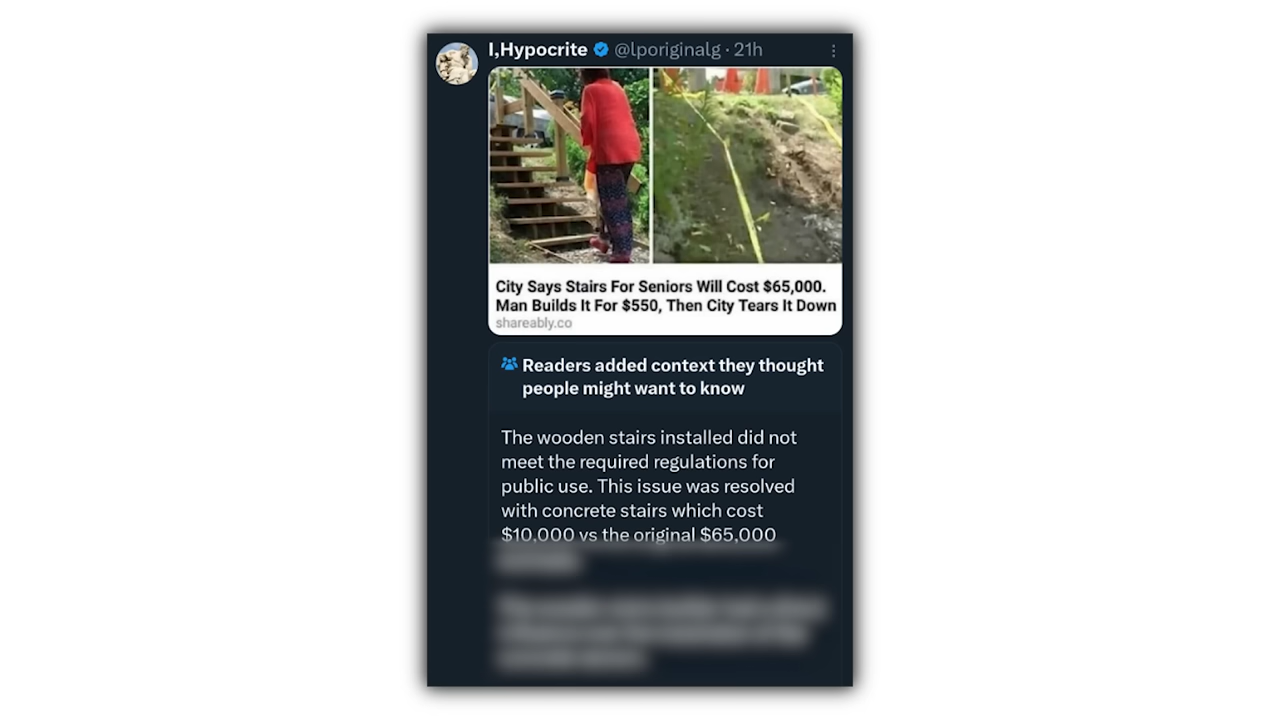 I,Hypocrite @lporiginalg · 21h
City Says Stairs For Seniors Will Cost $65,000.
Man Builds It For $550, Then City Tears It Down
shareably.co
Readers added context they thought
people might want to know
The wooden stairs installed did not
meet the required regulations for
public use. This issue was resolved
with concrete stairs which cost
$10,000 vs the original $65,000